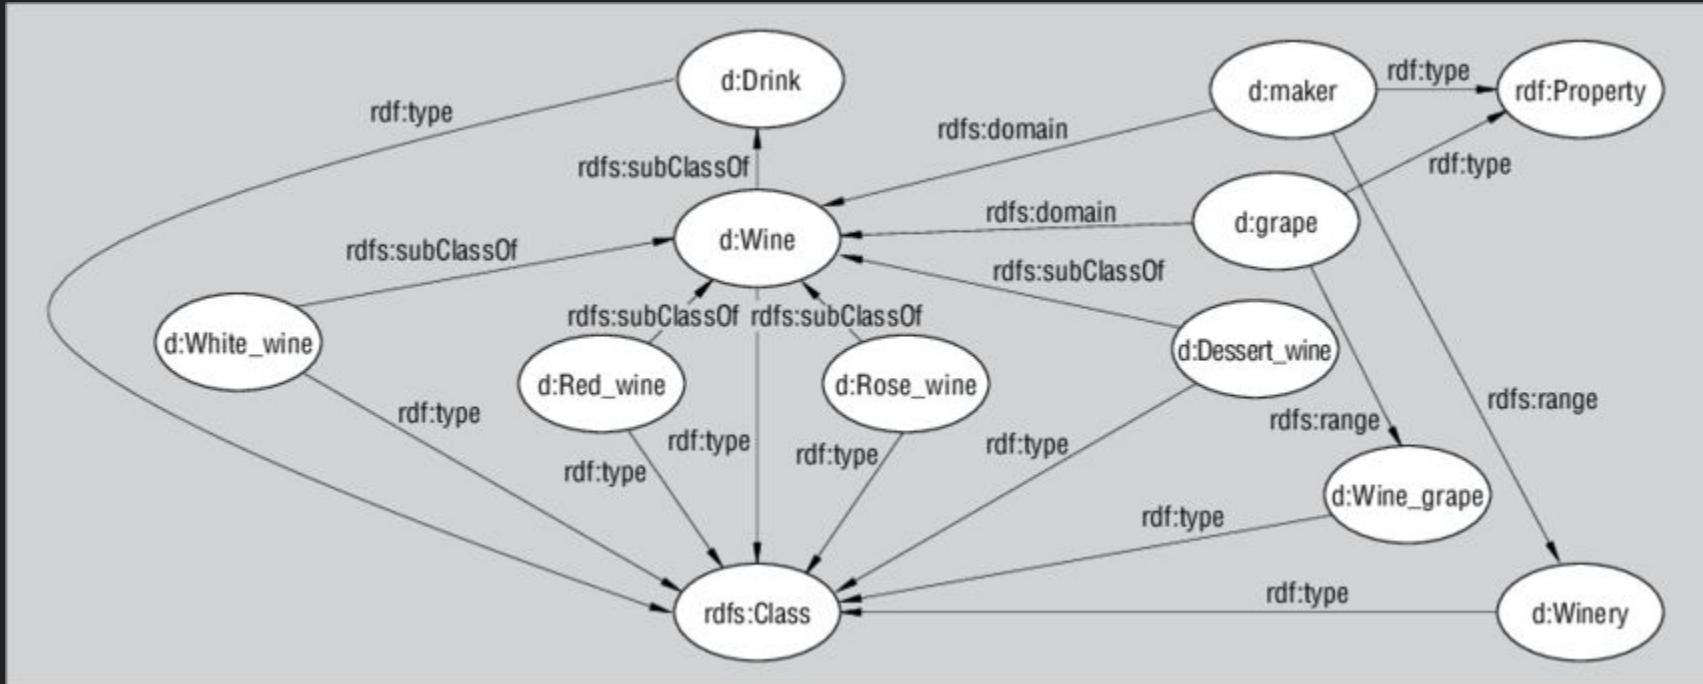 d:Drink
d:maker
rdf:type
rdf:Property
rdf:type
rdfs:domain
rdfs:subClassOf
rdf:type
rdfs:domain
d:grape
d:Wine
rdfs:subClassOf
rdfs:subClassOf
rdfs:subClassOf
rdfs:subClassOf
d:White_wine
d:Red_wine
d:Rose_wine
d:Dessert_wine
rdfs:range
rdf:type
rdfs:range
rdf:type
rdf:type
rdf:type
rdf:type
d:Wine_grape
rdf:type
rdf:type
rdfs:Class
d:Winery